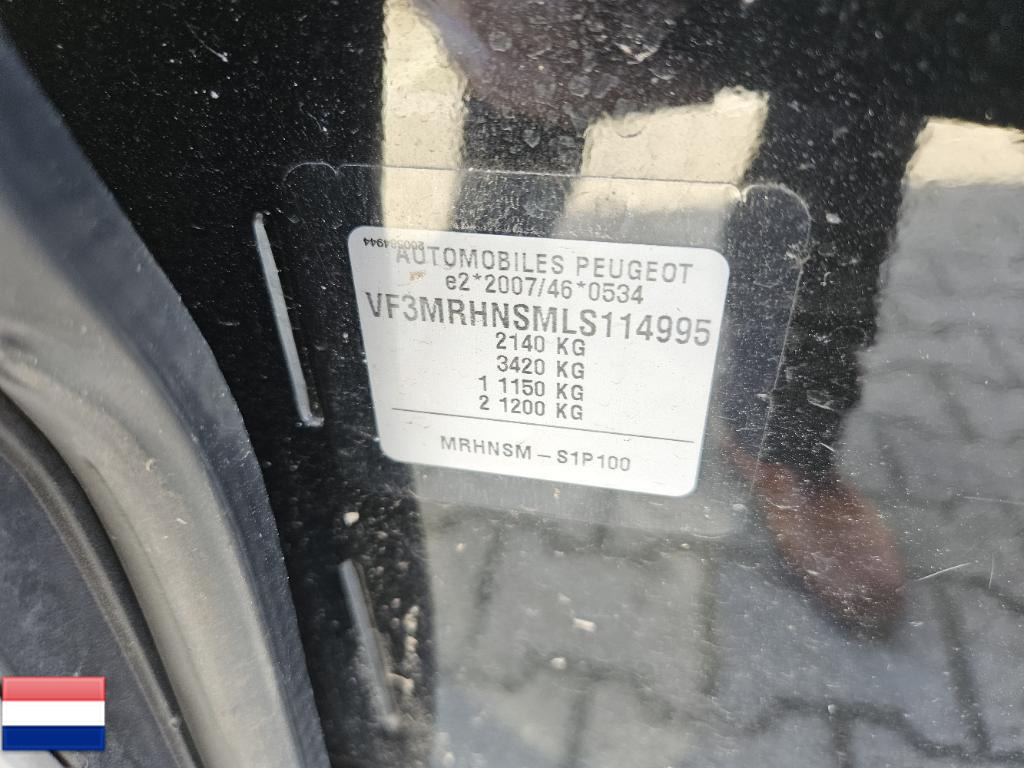 AUTOMOBILES PEUGEOT
e2*2007/46*0534
VF3MRHNSMLS114995
2140 KG
3420 KG
1 1150 KG
2 1200 KG
MRHNSM – S1P100